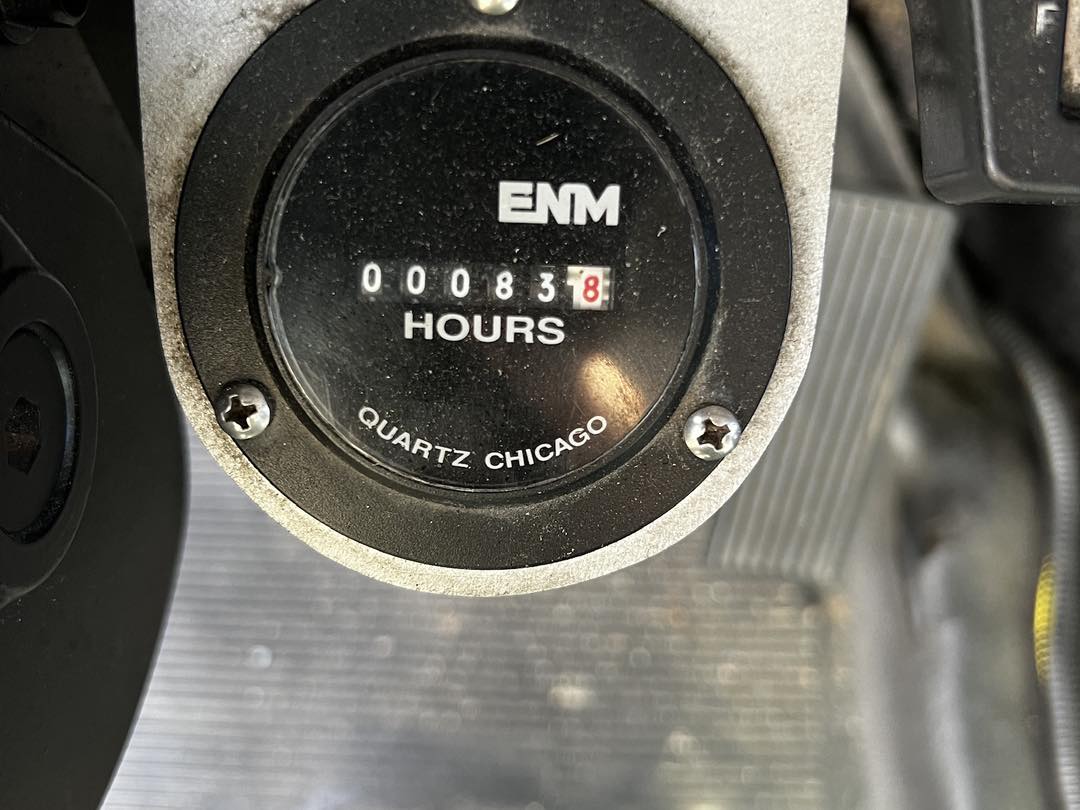 F
ENM
000838
HOURS
QUARTZ CHICAGO